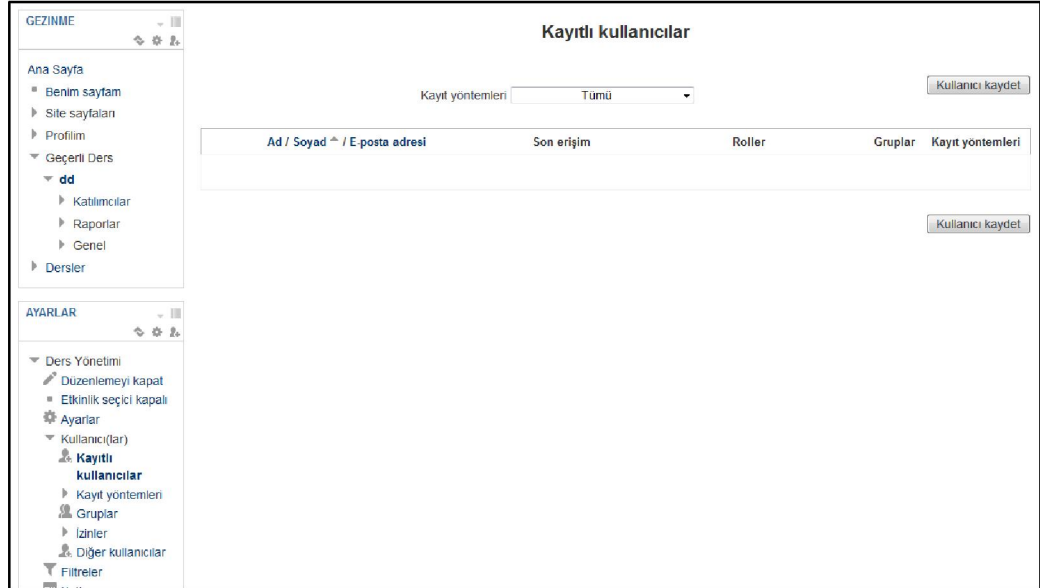 GEZINME
Ana Sayfa
Benim sayfam
Site sayfaları
Profilim
Geçerli Ders
dd
Katılımcılar
Raporlar
Genel
Dersler
AYARLAR
Ders Yönetimi
Düzenlemeyi kapat
Etkinlik seçici kapalı
Ayarlar
Kullanıcı(lar)
Kayıtlı
kullanıcılar
Kayıt yöntemleri
Gruplar
İzinler
Diğer kullanıcılar
Filtreler
Kayıtlı kullanıcılar
Kullanıcı kaydet
Kayıt yöntemleri Tümü
Ad / Soyad / E-posta adresi Son erişim Roller Gruplar Kayıt yöntemleri
Kullanıcı kaydet